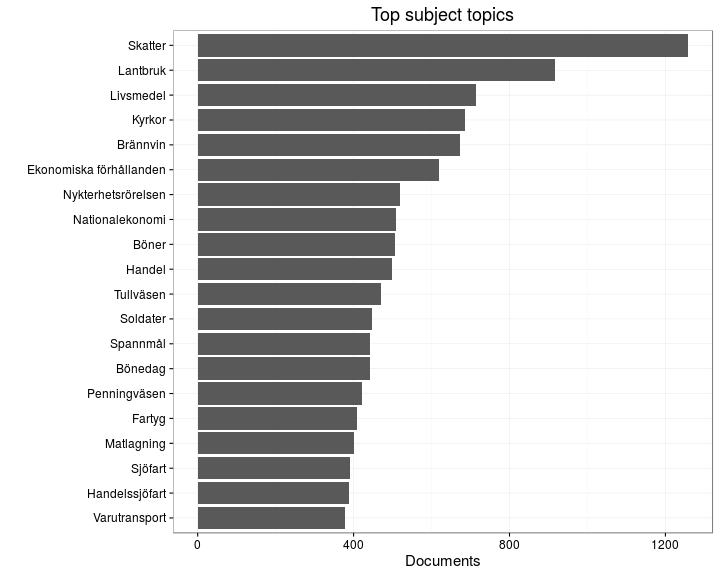 Top subject topics
Skatter
Lantbruk
Livsmedel
Kyrkor
Brännvin
Ekonomiska förhållanden
Nykterhetsrörelsen
Nationalekonomi
Böner
Handel
Tullväsen
Soldater
Spannmål
Bönedag
Penningväsen
Fartyg
Matlagning
Sjöfart
Handelssjöfart
Varutransport
0 400 800 1200
Documents